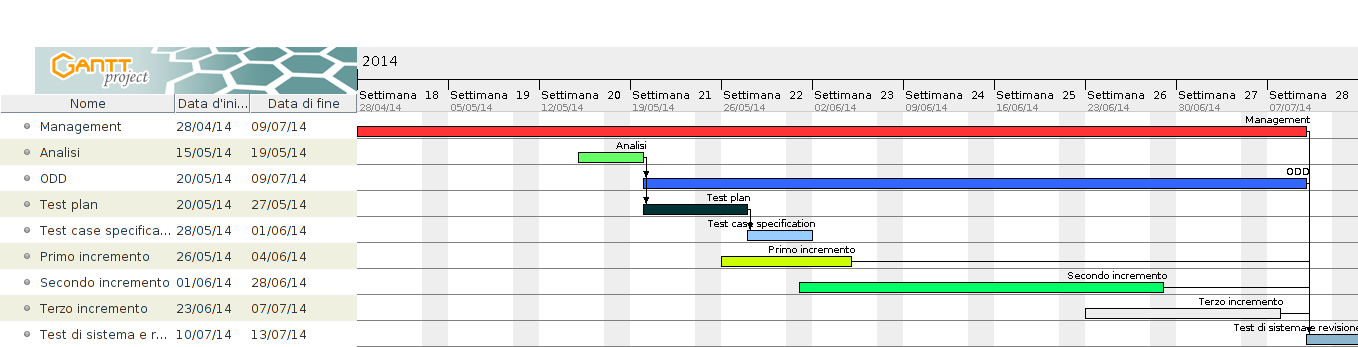 GANTT
project
2014
Nome Data d'ini... Data di fine
Settimana 18 Settimana 19 Settimana 20 Settimana 21 Settimana 22 Settimana 23 Settimana 24 Settimana 25 Settimana 26 Settimana 27 Settimana 28
28/04/14 05/05/14 12/05/14 19/05/14 26/05/14 02/06/14 09/06/14 16/06/14 23/06/14 30/06/14 07/07/14
Management 28/04/14 09/07/14 Management
Analisi 15/05/14 19/05/14 Analisi
ODD 20/05/14 09/07/14 ODD
Test plan 20/05/14 27/05/14 Test plan
Test case specifica... 28/05/14 01/06/14 Test case specification
Primo incremento 26/05/14 04/06/14 Primo incremento
Secondo incremento 01/06/14 28/06/14 Secondo incremento
Terzo incremento 23/06/14 07/07/14 Terzo incremento
Test di sistema e r... 10/07/14 13/07/14 Test di sistema e revisione